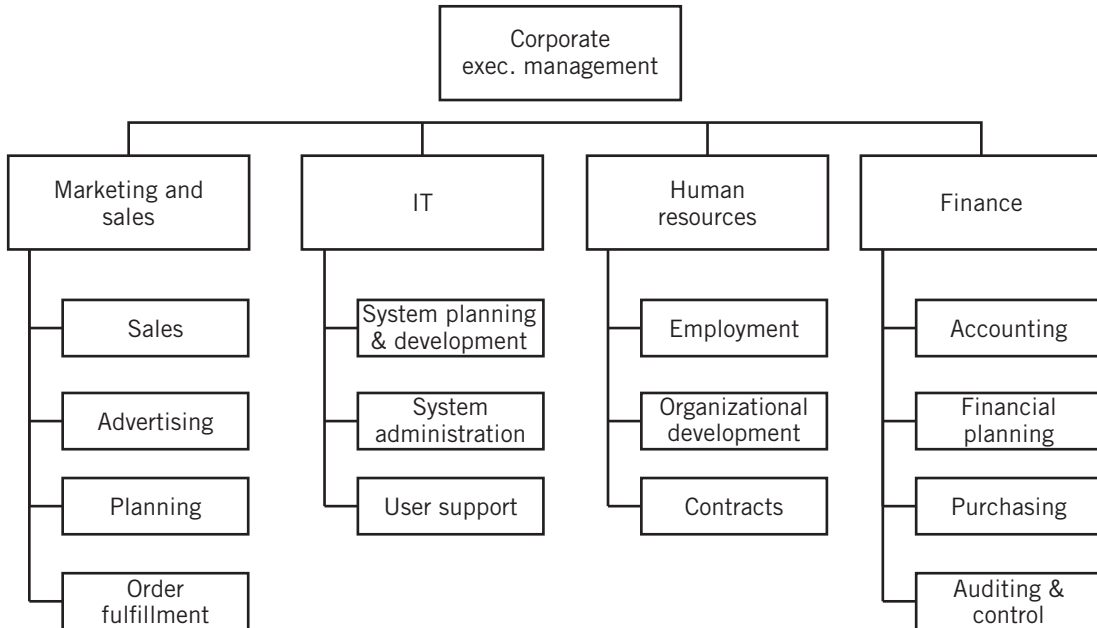 Corporate
exec. management
Marketing and
sales
IT
Human
resources
Finance
Sales
System planning
& development
Employment
Accounting
Advertising
System
administration
Organizational
development
Financial
planning
Planning
User support
Contracts
Purchasing
Order
fulfillment
Auditing &
control